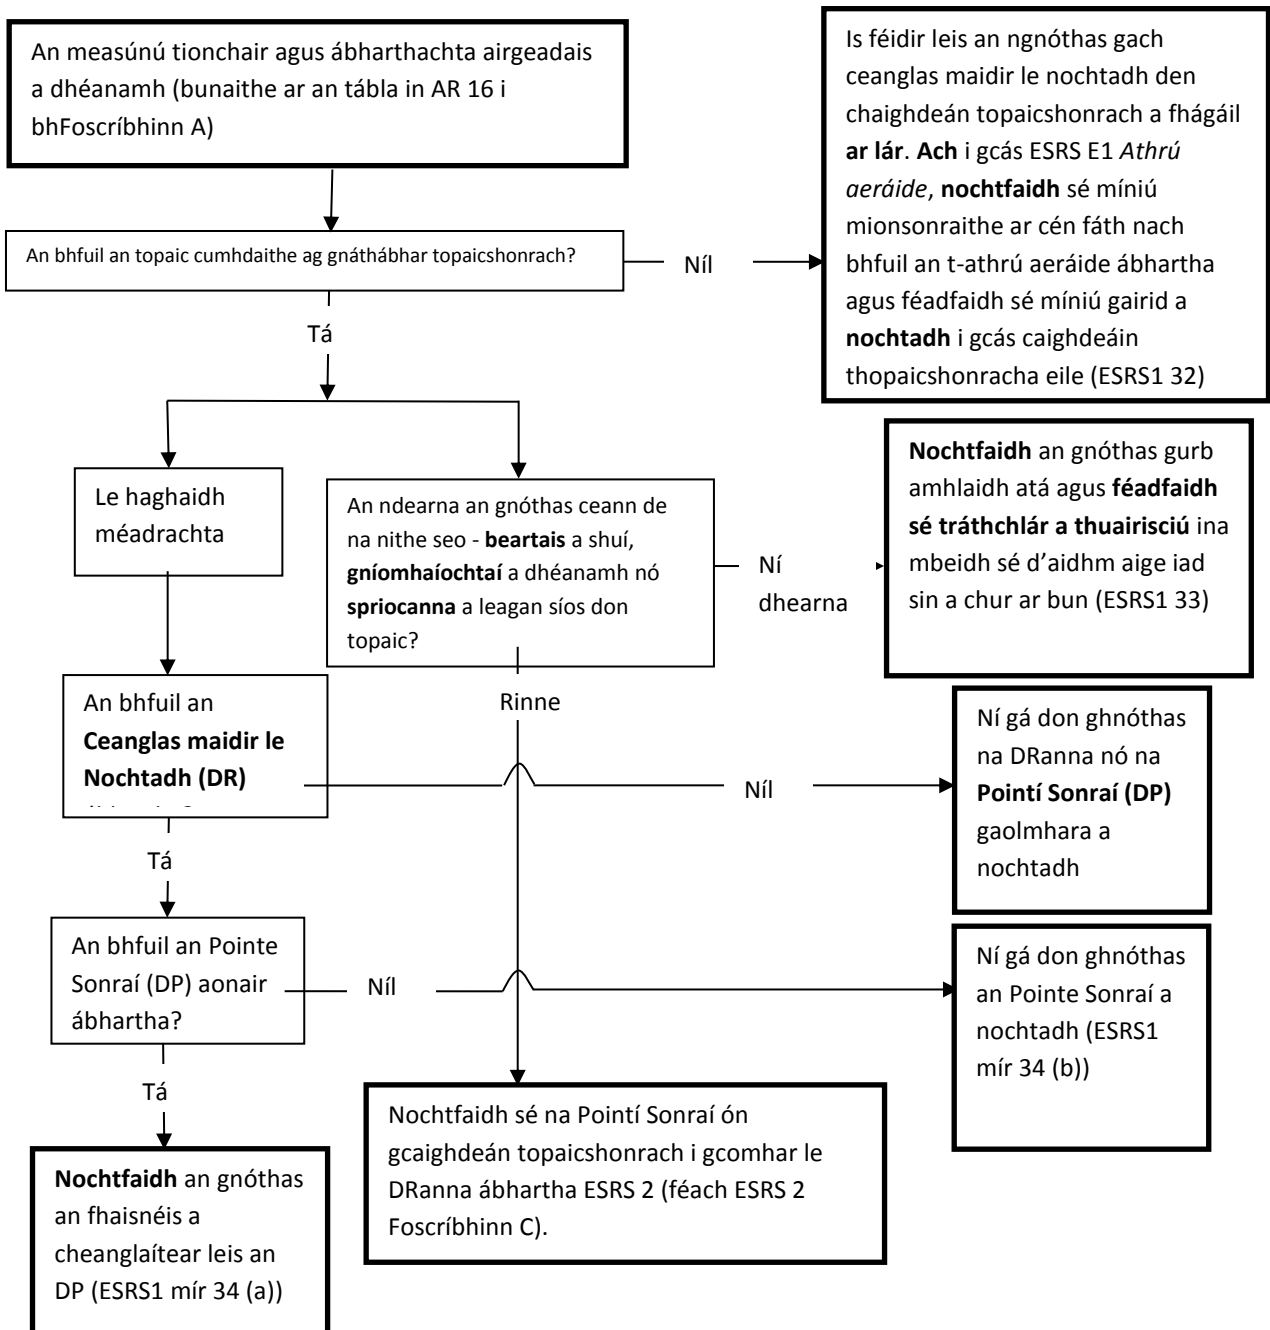 An measúnú tionchair agus ábharthachta airgeadais
a dhéanamh (bunaithe ar an tábla in AR 16 i
bhFoscríbhinn A)
Is féidir leis an ngnóthas gach
ceanglas maidir le nochtadh den
chaighdeán topaicshonrach a fhágáil
ar lár. Ach i gcás ESRS E1 Athrú
aeráide, nochtfaidh sé míniú
mionsonraithe ar cén fáth nach
bhfuil an t-athrú aeráide ábhartha
agus féadfaidh sé míniú gairid a
nochtadh i gcás caighdeáin
thopaicshonracha eile (ESRS1 32)
An bhfuil an topaic cumhdaithe ag gnáthábhar topaicshonrach?
Níl
Tá
Le haghaidh
méadrachta
An ndearna an gnóthas ceann de
na nithe seo - beartais a shuí,
gníomhaíochtaí a dhéanamh nó
spriocanna a leagan síos don
topaic?
Ní
dhearna
Nochtfaidh an gnóthas gurb
amhlaidh atá agus féadfaidh
sé tráthchlár a thuairisciú ina
mbeidh sé d'aidhm aige iad
sin a chur ar bun (ESRS1 33)
An bhfuil an
Ceanglas maidir le
Nochtadh (DR)
Rinne
Níl
Ní gá don ghnóthas
na DRanna nó na
Pointí Sonraí (DP)
gaolmhara a
nochtadh
Tá
An bhfuil an Pointe
Sonraí (DP) aonair
ábhartha?
Níl
Ní gá don ghnóthas
an Pointe Sonraí a
nochtadh (ESRS1
mír 34 (b))
Tá
Nochtfaidh an gnóthas
an fhaisnéis a
cheanglaítear leis an
DP (ESRS1 mír 34 (a))
Nochtfaidh sé na Pointí Sonraí ón
gcaighdeán topaicshonrach i gcomhar le
DRanna ábhartha ESRS 2 (féach ESRS 2
Foscríbhinn C).